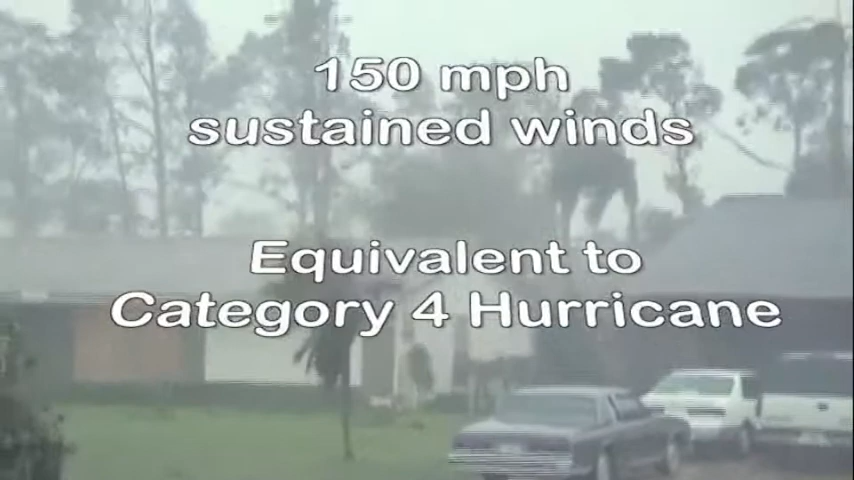 150 mph
sustained winds
Equivalent to
Category 4 Hurricane